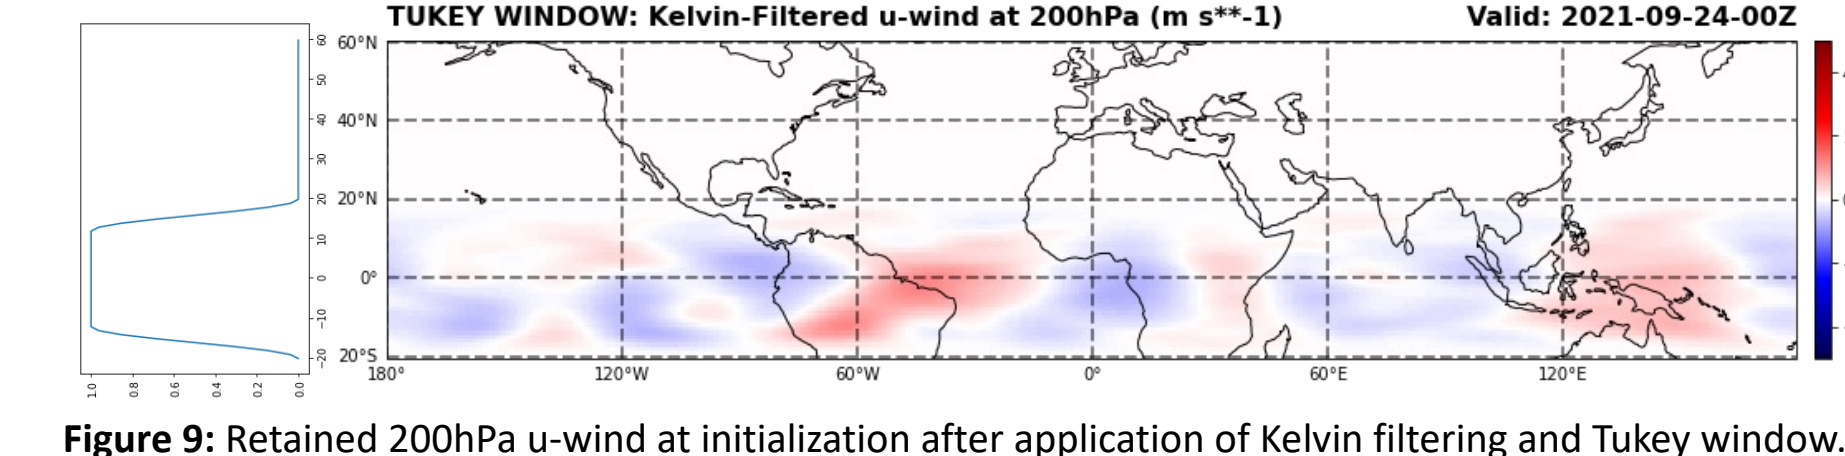 TUKEY WINDOW: Kelvin-Filtered u-wind at 200hPa (m s**-1) Valid: 2021-09-24-00Z
60
50
40
30
20
10
0
−10
−20
1.0 0.8 0.6 0.4 0.2 0.0
60°N
40°N
20°N
0°
20°S
180° 120°W 60°W 0° 60°E 120°E
Figure 9: Retained 200hPa u-wind at initialization after application of Kelvin filtering and Tukey window.